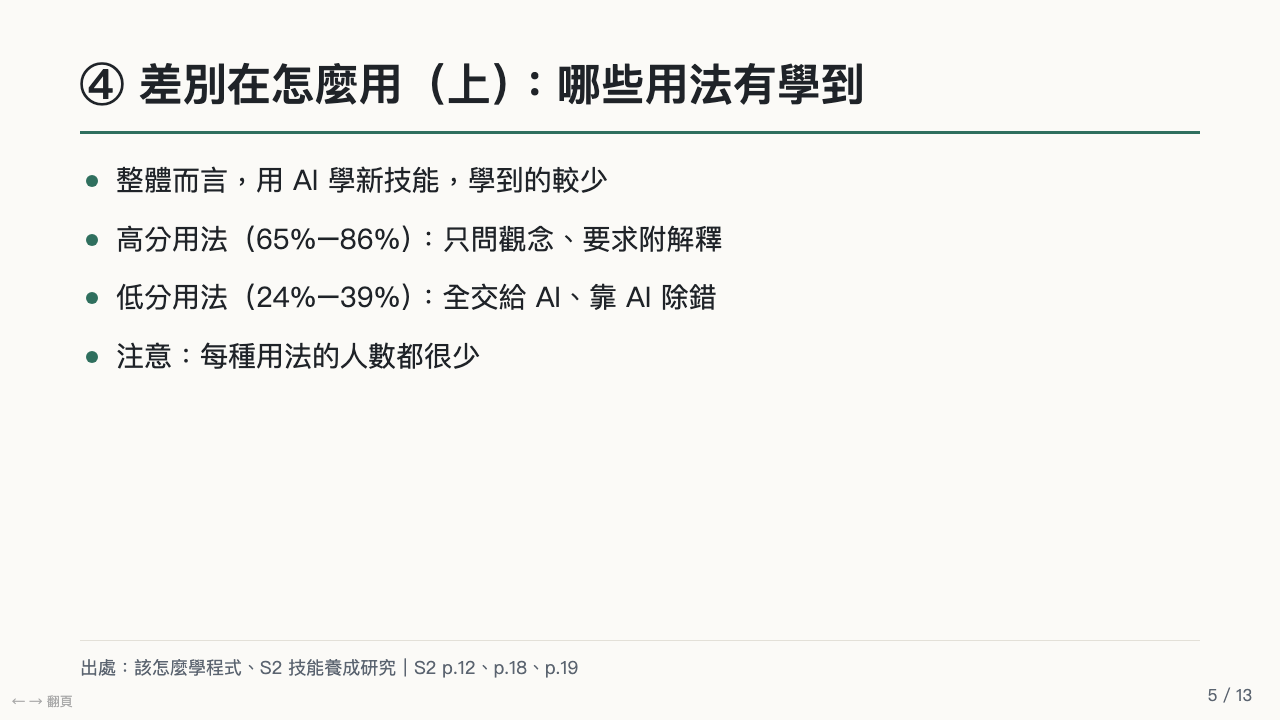 ④ 差別在怎麼用（上）：哪些用法有學到
整體而言，用 AI 學新技能，學到的較少
高分用法（65%—86%）：只問觀念、要求附解釋
低分用法（24%—39%）：全交給 AI、靠 AI 除錯
注意：每種用法的人數都很少
出處：該怎麼學程式、S2 技能養成研究｜S2 p.12、p.18、p.19
← → 翻頁
5 / 13